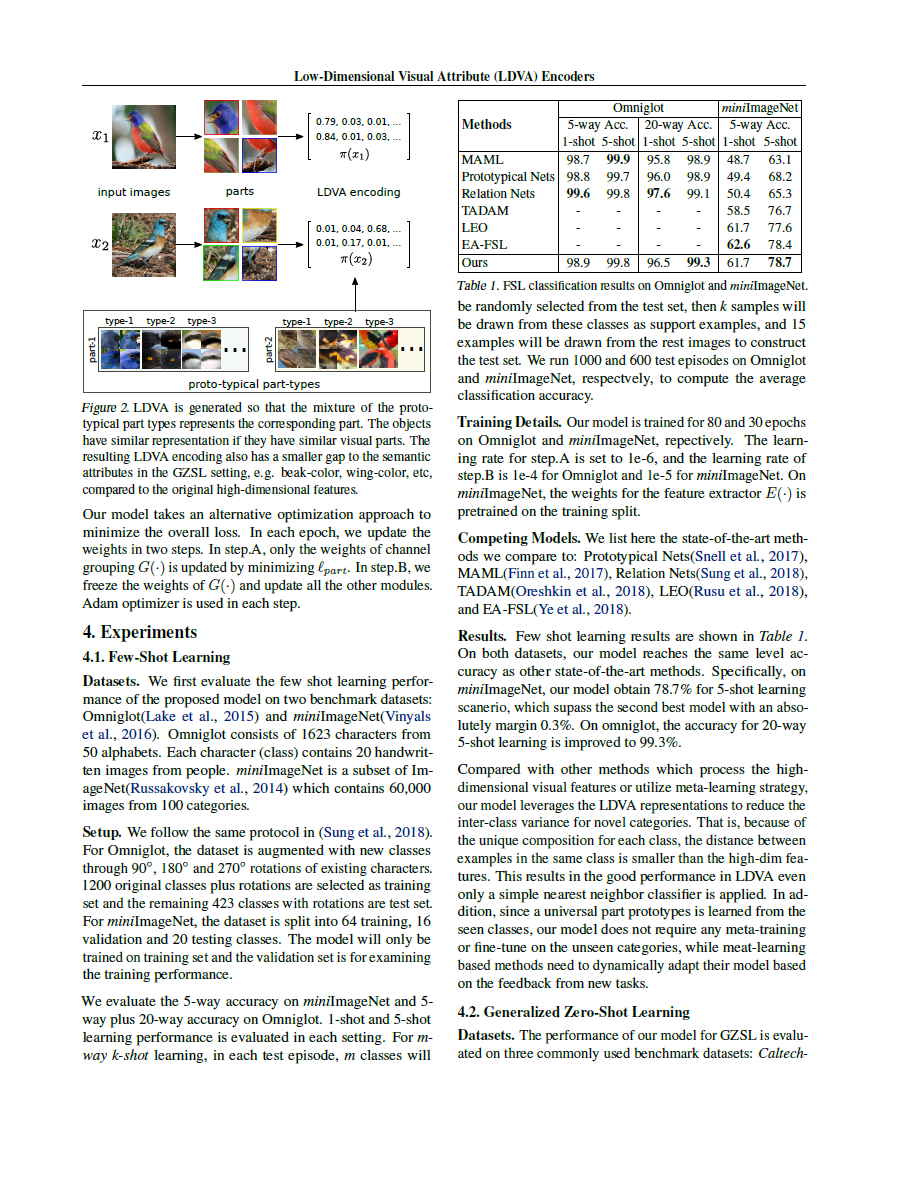 Low-Dimensional Visual Attribute (LDVA) Encoders
x1
0.79, 0.03, 0.01, ...
0.84, 0.01, 0.03, ...
π(x1)
input images
parts
LDVA encoding
x2
0.01, 0.04, 0.68, ...
0.01, 0.17, 0.01, ...
π(x2)
type-1 type-2 type-3
part-1
...
type-1 type-2 type-3
part-2
...
proto-typical part-types
Figure 2. LDVA is generated so that the mixture of the proto-
typical part types represents the corresponding part. The objects
have similar representation if they have similar visual parts. The
resulting LDVA encoding also has a smaller gap to the semantic
attributes in the GZSL setting, e.g. beak-color, wing-color, etc,
compared to the original high-dimensional features.
Our model takes an alternative optimization approach to
minimize the overall loss. In each epoch, we update the
weights in two steps. In step.A, only the weights of channel
grouping G(·) is updated by minimizing ℓpart. In step.B, we
freeze the weights of G(·) and update all the other modules.
Adam optimizer is used in each step.
4. Experiments
4.1. Few-Shot Learning
Datasets. We first evaluate the few shot learning perfor-
mance of the proposed model on two benchmark datasets:
Omniglot(Lake et al., 2015) and miniImageNet(Vinyals
et al., 2016). Omniglot consists of 1623 characters from
50 alphabets. Each character (class) contains 20 handwrit-
ten images from people. miniImageNet is a subset of Im-
ageNet(Russakovsky et al., 2014) which contains 60,000
images from 100 categories.
Setup. We follow the same protocol in (Sung et al., 2018).
For Omniglot, the dataset is augmented with new classes
through 90°, 180° and 270° rotations of existing characters.
1200 original classes plus rotations are selected as training
set and the remaining 423 classes with rotations are test set.
For miniImageNet, the dataset is split into 64 training, 16
validation and 20 testing classes. The model will only be
trained on training set and the validation set is for examining
the training performance.
We evaluate the 5-way accuracy on miniImageNet and 5-
way plus 20-way accuracy on Omniglot. 1-shot and 5-shot
learning performance is evaluated in each setting. For m-
way k-shot learning, in each test episode, m classes will
Methods Omniglot miniImageNet
5-way Acc. 20-way Acc. 5-way Acc.
1-shot 5-shot 1-shot 5-shot 1-shot 5-shot
MAML 98.7 99.9 95.8 98.9 48.7 63.1
Prototypical Nets 98.8 99.7 96.0 98.9 49.4 68.2
Relation Nets 99.6 99.8 97.6 99.1 50.4 65.3
TADAM - - - - 58.5 76.7
LEO - - - - 61.7 77.6
EA-FSL - - - - 62.6 78.4
Ours 98.9 99.8 96.5 99.3 61.7 78.7
Table 1. FSL classification results on Omniglot and miniImageNet.
be randomly selected from the test set, then k samples will
be drawn from these classes as support examples, and 15
examples will be drawn from the rest images to construct
the test set. We run 1000 and 600 test episodes on Omniglot
and miniImageNet, respectvely, to compute the average
classification accuracy.
Training Details. Our model is trained for 80 and 30 epochs
on Omniglot and miniImageNet, repectively. The learn-
ing rate for step.A is set to 1e-6, and the learning rate of
step.B is 1e-4 for Omniglot and 1e-5 for miniImageNet. On
miniImageNet, the weights for the feature extractor E(·) is
pretrained on the training split.
Competing Models. We list here the state-of-the-art meth-
ods we compare to: Prototypical Nets(Snell et al., 2017),
MAML(Finn et al., 2017), Relation Nets(Sung et al., 2018),
TADAM(Oreshkin et al., 2018), LEO(Rusu et al., 2018),
and EA-FSL(Ye et al., 2018).
Results. Few shot learning results are shown in Table 1.
On both datasets, our model reaches the same level ac-
curacy as other state-of-the-art methods. Specifically, on
miniImageNet, our model obtain 78.7% for 5-shot learning
scanerio, which supass the second best model with an abso-
lutely margin 0.3%. On omniglot, the accuracy for 20-way
5-shot learning is improved to 99.3%.
Compared with other methods which process the high-
dimensional visual features or utilize meta-learning strategy,
our model leverages the LDVA representations to reduce the
inter-class variance for novel categories. That is, because of
the unique composition for each class, the distance between
examples in the same class is smaller than the high-dim fea-
tures. This results in the good performance in LDVA even
only a simple nearest neighbor classifier is applied. In ad-
dition, since a universal part prototypes is learned from the
seen classes, our model does not require any meta-training
or fine-tune on the unseen categories, while meat-learning
based methods need to dynamically adapt their model based
on the feedback from new tasks.
4.2. Generalized Zero-Shot Learning
Datasets. The performance of our model for GZSL is evalu-
ated on three commonly used benchmark datasets: Caltech-